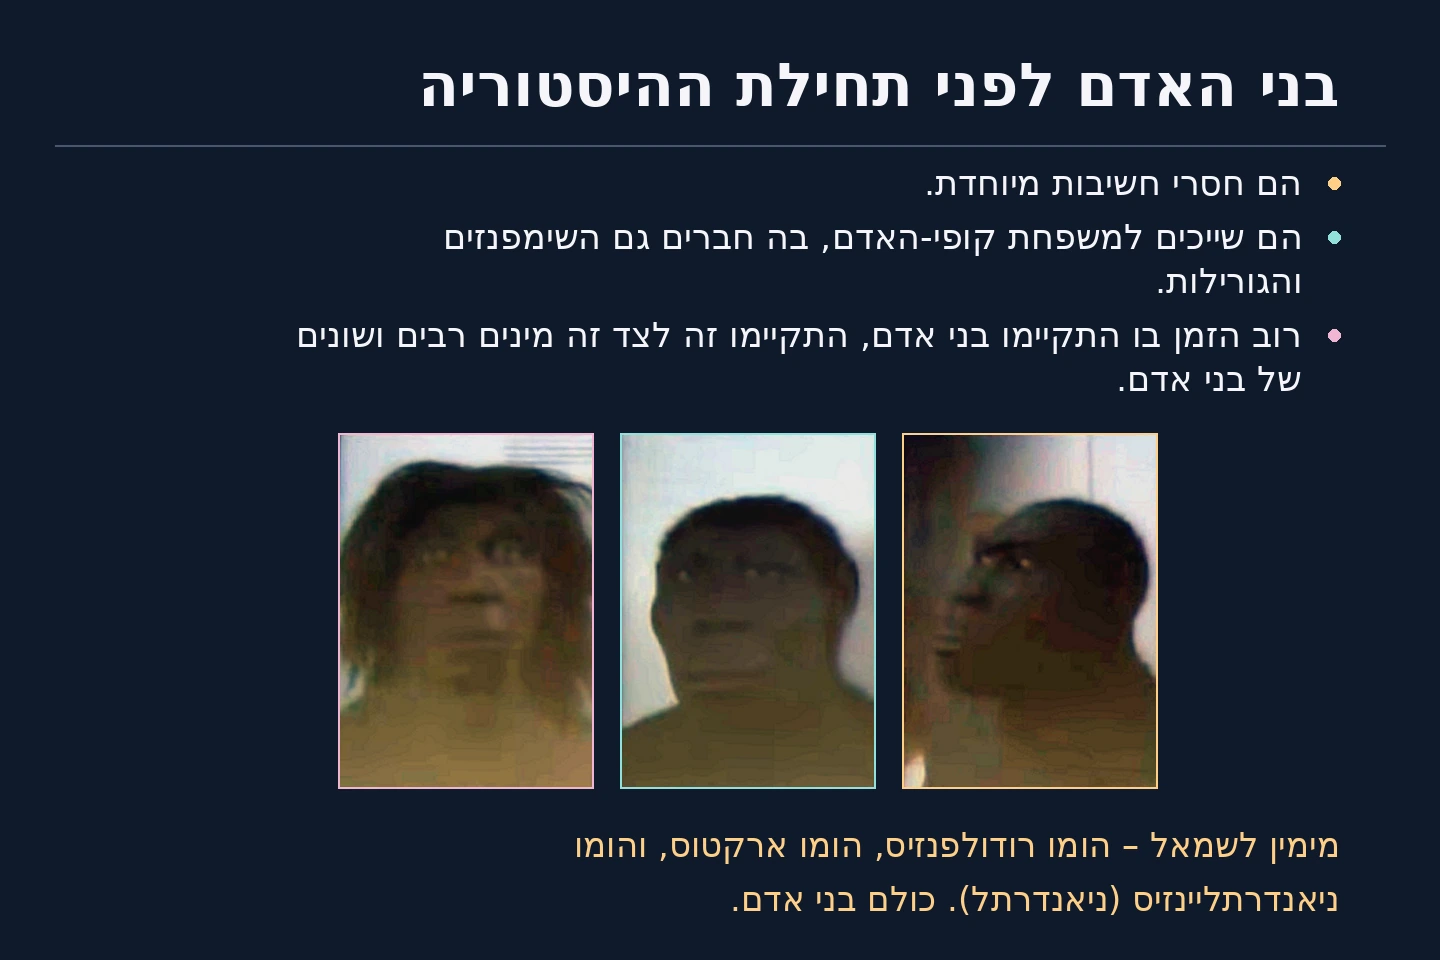 בני האדם לפני תחילת ההיסטוריה
הם חסרי חשיבות מיוחדת.
הם שייכים למשפחת קופי-האדם, בה חברים גם השימפנזים
והגורילות.
רוב הזמן בו התקיימו בני אדם, התקיימו זה לצד זה מינים רבים ושונים
של בני אדם.
מימין לשמאל – הומו רודולפנזיס, הומו ארקטוס, והומו
ניאנדרתליינזיס (ניאנדרתל). כולם בני אדם.